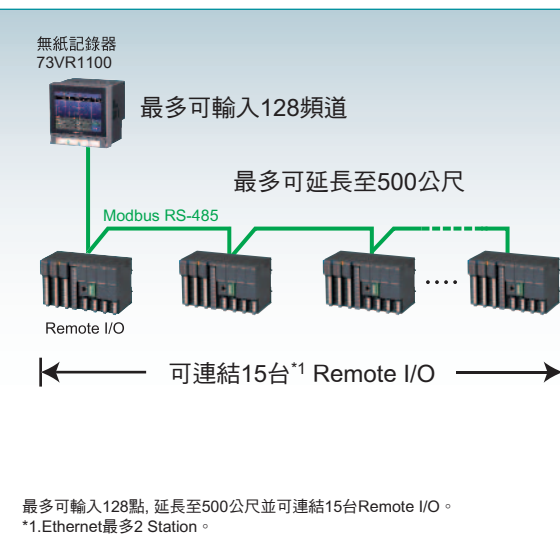 無紙記錄器
73VR1100
最多可輸入128頻道
最多可延長至500公尺
Modbus RS-485
Remote I/O
可連結15台*1 Remote I/O
最多可輸入128點, 延長至500公尺並可連結15台Remote I/O。
*1.Ethernet最多2 Station。